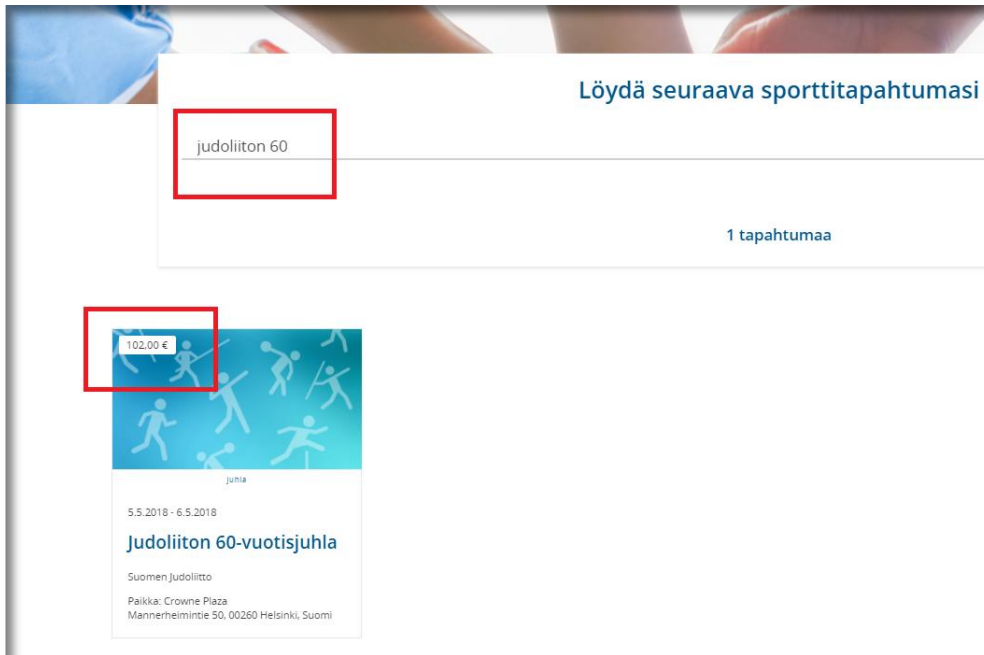 Löydä seuraava sporttitapahtumasi
judoliiton 60
1 tapahtumaa
102,00 €
Juhla
5.5.2018 - 6.5.2018
Judoliiton 60-vuotisjuhla
Suomen Judoliitto
Paikka: Crowne Plaza
Mannerheimintie 50, 00260 Helsinki, Suomi